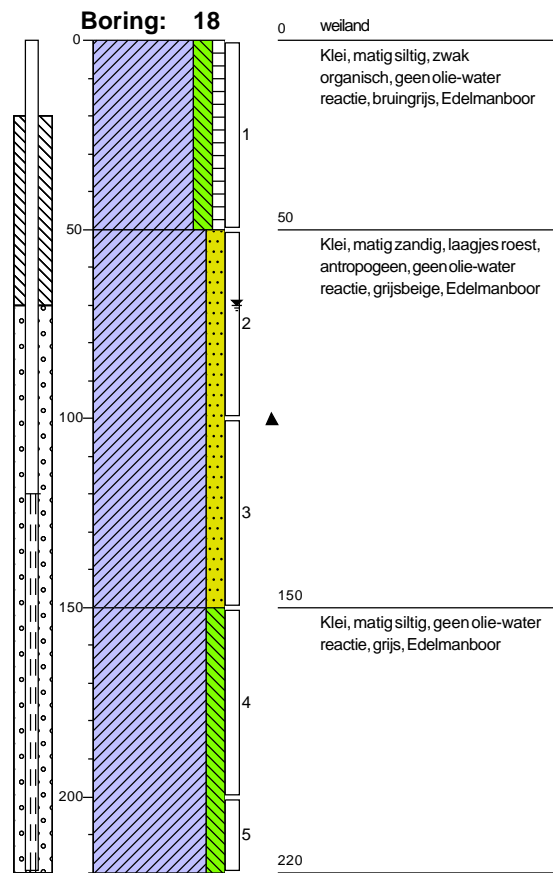 Boring: 18
0
0 weiland
Klei, matig siltig, zwak
organisch, geen olie-water
reactie, bruingrijs, Edelmanboor
1
50
50
Klei, matig zandig, laagjes roest,
antropogeen, geen olie-water
reactie, grijsbeige, Edelmanboor
2
100
3
150
150
Klei, matig siltig, geen olie-water
reactie, grijs, Edelmanboor
4
200
5
220